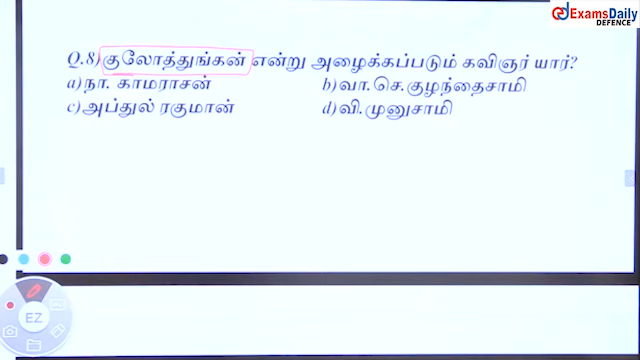 ExamsDaily
DEFENCE
Q.8)குலோத்துங்கன் என்று அழைக்கப்படும் கவிஞர் யார்?
a)நா. காமராசன் b)வா.செ.குழந்தைசாமி
c)அப்துல் ரகுமான் d)வி.முனுசாமி
EZ